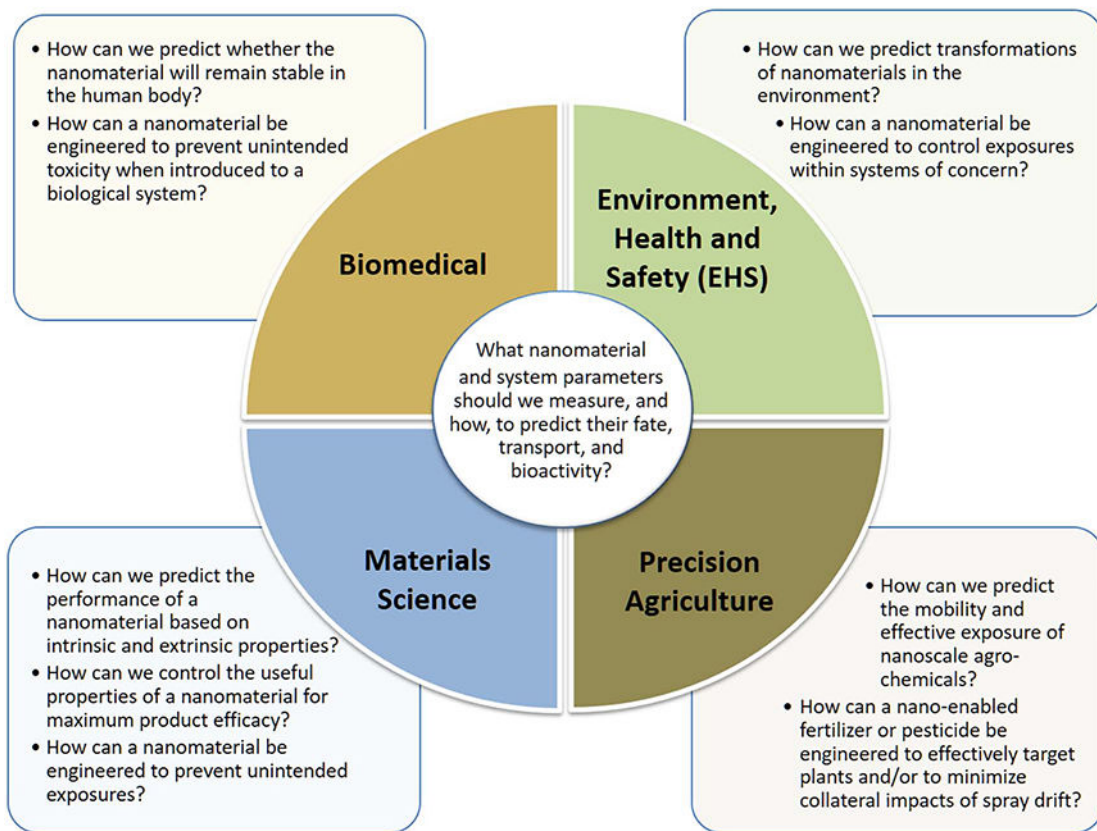 • How can we predict whether the
nanomaterial will remain stable in
the human body?
• How can a nanomaterial be
engineered to prevent unintended
toxicity when introduced to a
biological system?
• How can we predict transformations
of nanomaterials in the
environment?
• How can a nanomaterial be
engineered to control exposures
within systems of concern?
Biomedical
Environment,
Health and
Safety (EHS)
What nanomaterial
and system parameters
should we measure, and
how, to predict their fate,
transport, and
bioactivity?
Materials
Science
Precision
Agriculture
• How can we predict the
performance of a
nanomaterial based on
intrinsic and extrinsic properties?
• How can we control the useful
properties of a nanomaterial for
maximum product efficacy?
• How can a nanomaterial be
engineered to prevent unintended
exposures?
• How can we predict
the mobility and
effective exposure of
nanoscale agro-
chemicals?
• How can a nano-enabled
fertilizer or pesticide be
engineered to effectively target
plants and/or to minimize
collateral impacts of spray drift?